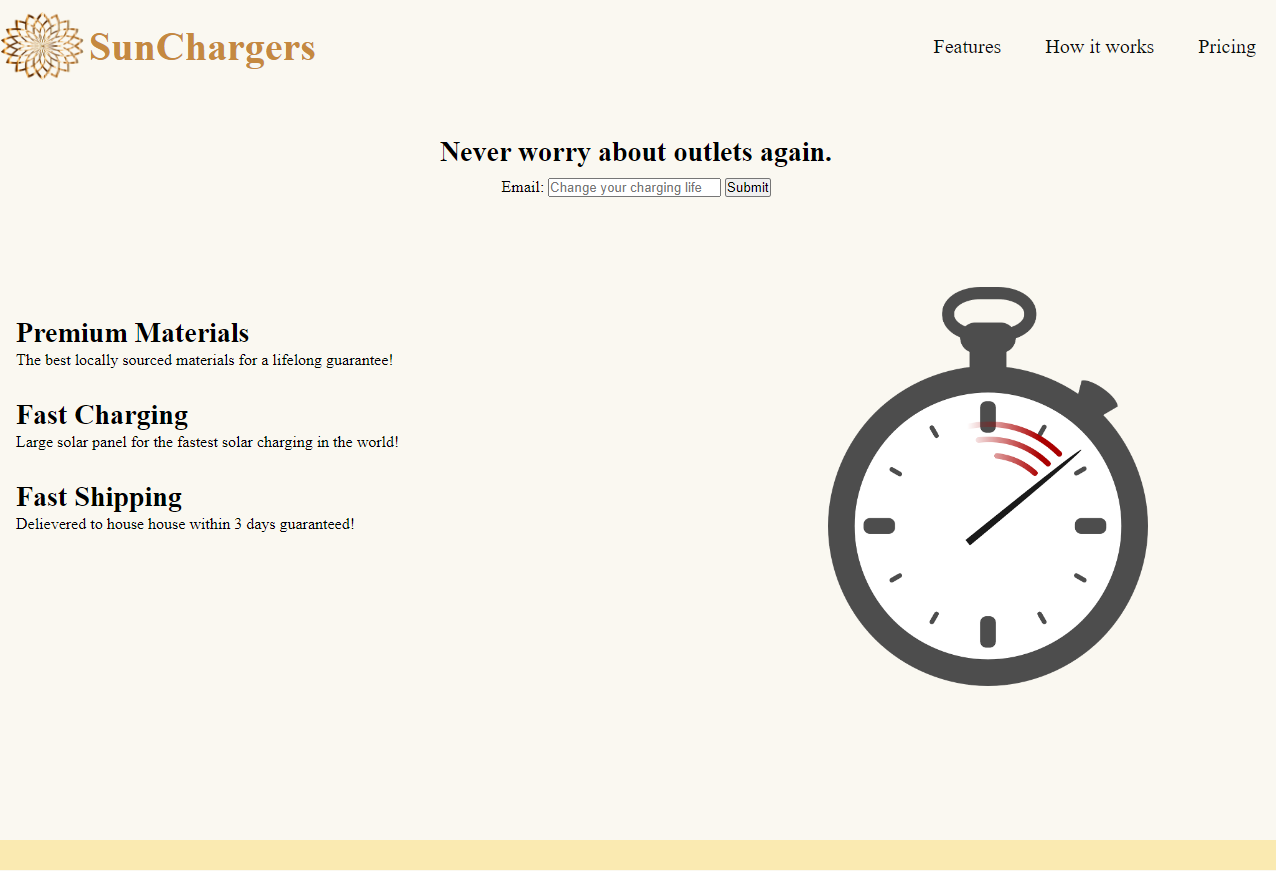 SunChargers
Features
How it works
Pricing
Never worry about outlets again.
Email: Change your charging life Submit
Premium Materials
The best locally sourced materials for a lifelong guarantee!
Fast Charging
Large solar panel for the fastest solar charging in the world!
Fast Shipping
Delievered to house house within 3 days guaranteed!